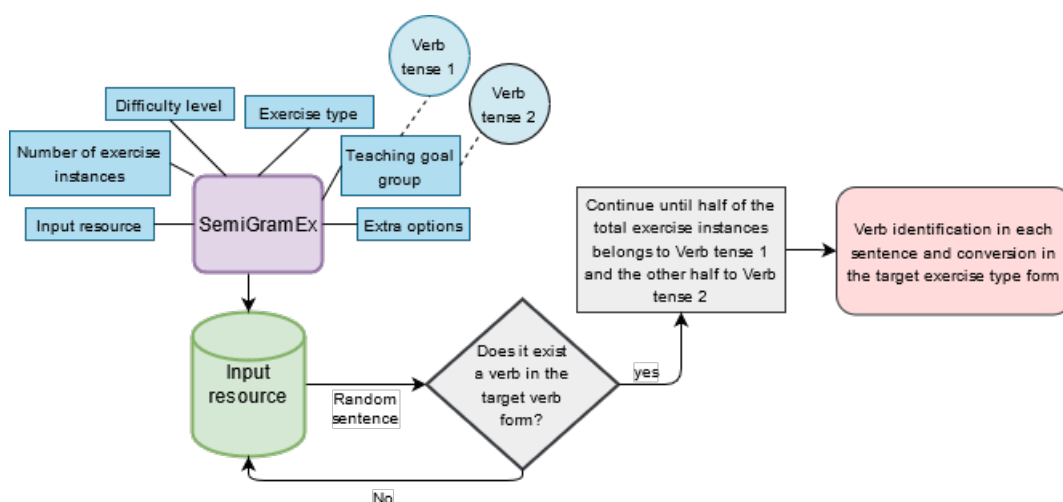 Verb
tense 1
Verb
tense 2
Difficulty level
Exercise type
Number of exercise
instances
Teaching goal
group
Input resource
SemiGramEx
Extra options
Continue until half of the
total exercise instances
belongs to Verb tense 1
and the other half to Verb
tense 2
Verb identification in each
sentence and conversion in
the target exercise type form
Input
resource
Random
sentence
Does it exist
a verb in the
target verb
form?
yes
No